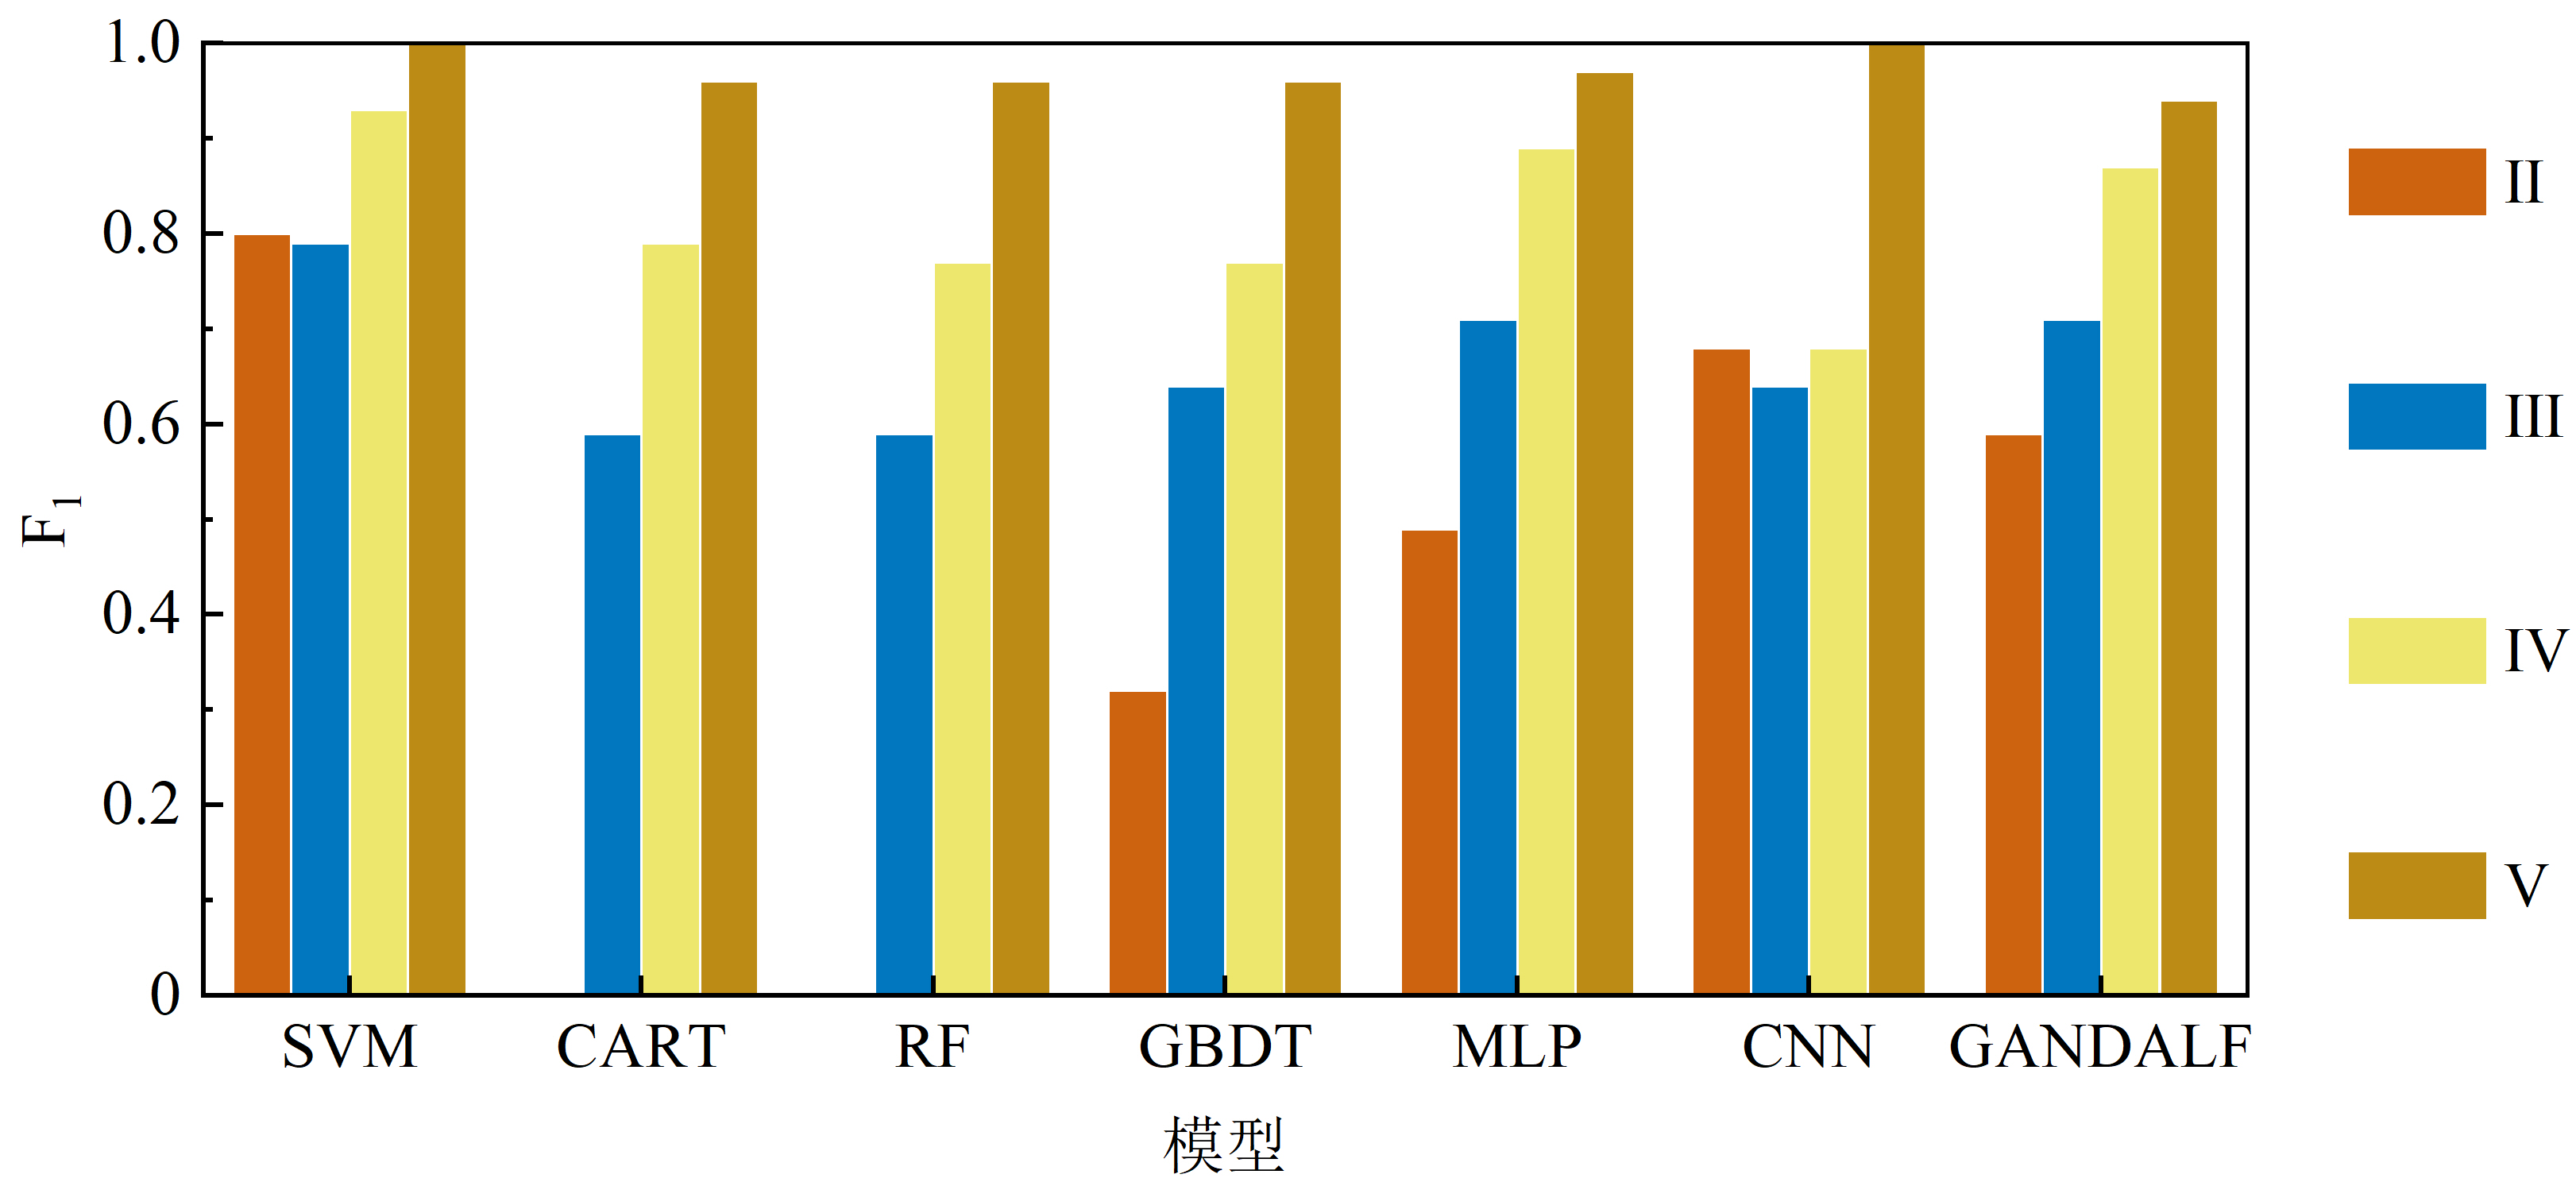 1.0
0.8
0.6
0.4
0.2
0
F1
SVM CART RF GBDT MLP CNN GANDALF
模型
II
III
IV
V